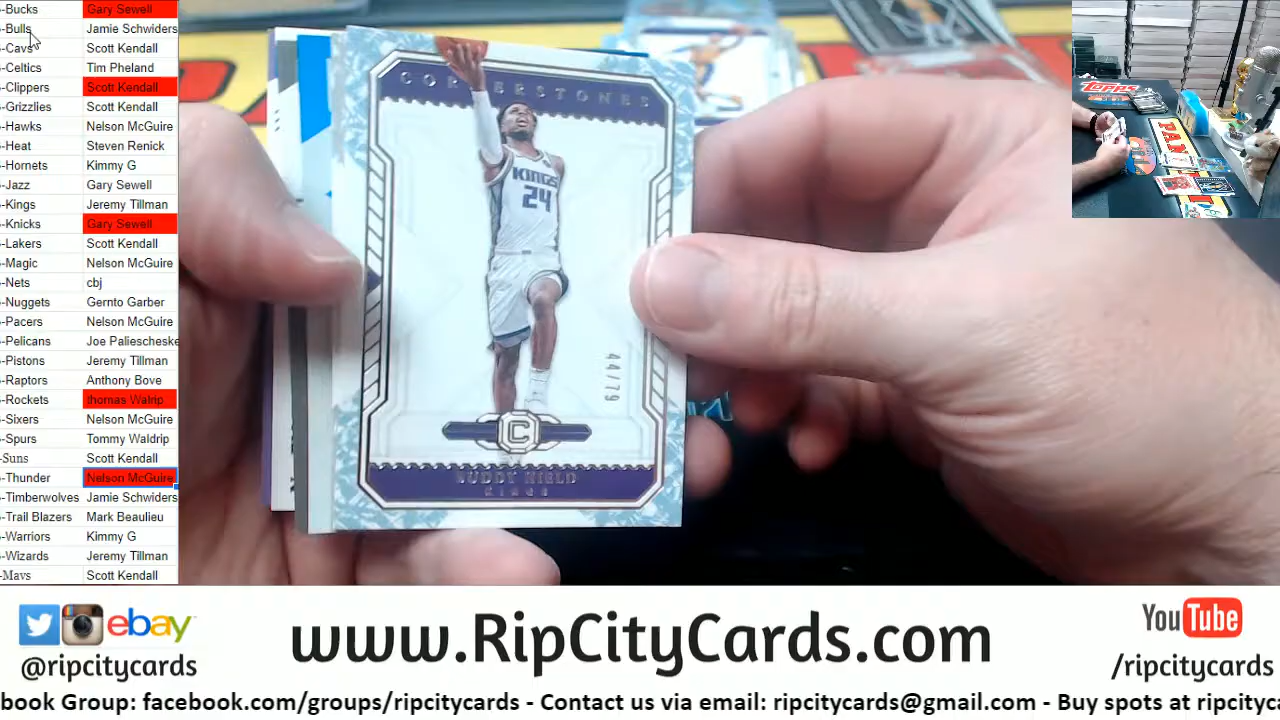 -Bucks Gary Sewell
-Bulls Jamie Schwiders
-Cavs Scott Kendall
-Celtics Tim Pheland
-Clippers Scott Kendall
-Grizzlies Scott Kendall
-Hawks Nelson McGuire
-Heat Steven Renick
-Hornets Kimmy G
-Jazz Gary Sewell
-Kings Jeremy Tillman
-Knicks Gary Sewell
-Lakers Scott Kendall
-Magic Nelson McGuire
-Nets cbj
-Nuggets Gernto Garber
-Pacers Nelson McGuire
-Pelicans Joe Paliescheske
-Pistons Jeremy Tillman
-Raptors Anthony Bove
-Rockets thomas Walrip
-Sixers Nelson McGuire
-Spurs Tommy Waldrip
-Suns Scott Kendall
-Thunder Nelson McGuire
-Timberwolves Jamie Schwiders
-Trail Blazers Mark Beaulieu
-Warriors Kimmy G
-Wizards Jeremy Tillman
-Mavs Scott Kendall
CORNERSTONES
KINGS
24
44/79
C
BUDDY HIELD
KINGS
Topps
PANINI
ebay
@ripcitycards
www.RipCityCards.com
YouTube
/ripcitycards
book Group: facebook.com/groups/ripcitycards - Contact us via email: ripcitycards@gmail.com - Buy spots at ripcityc